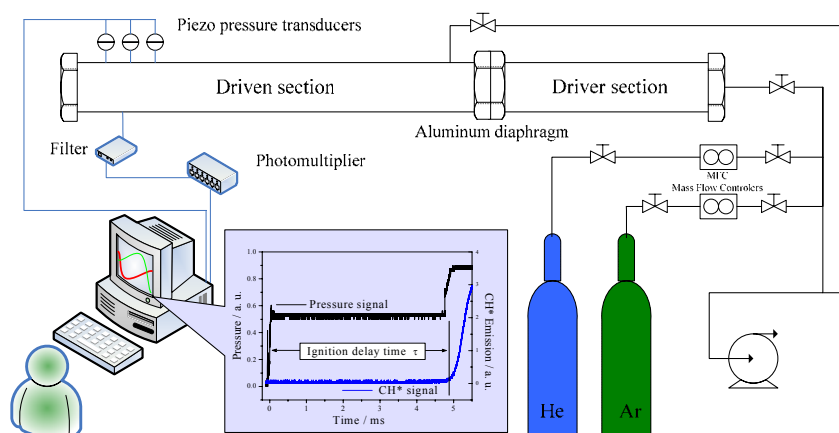 Piezo pressure transducers
Driven section
Driver section
Aluminum diaphragm
Filter
Photomultiplier
MFC
Mass Flow Controlers
Pressure / a. u.
1.0
0.8
0.6
0.4
0.2
0.0
Pressure signal
Ignition delay time τ
CH* signal
4
3
2
1
0
CH* Emission / a. u.
0 1 2 3 4 5
Time / ms
He
Ar